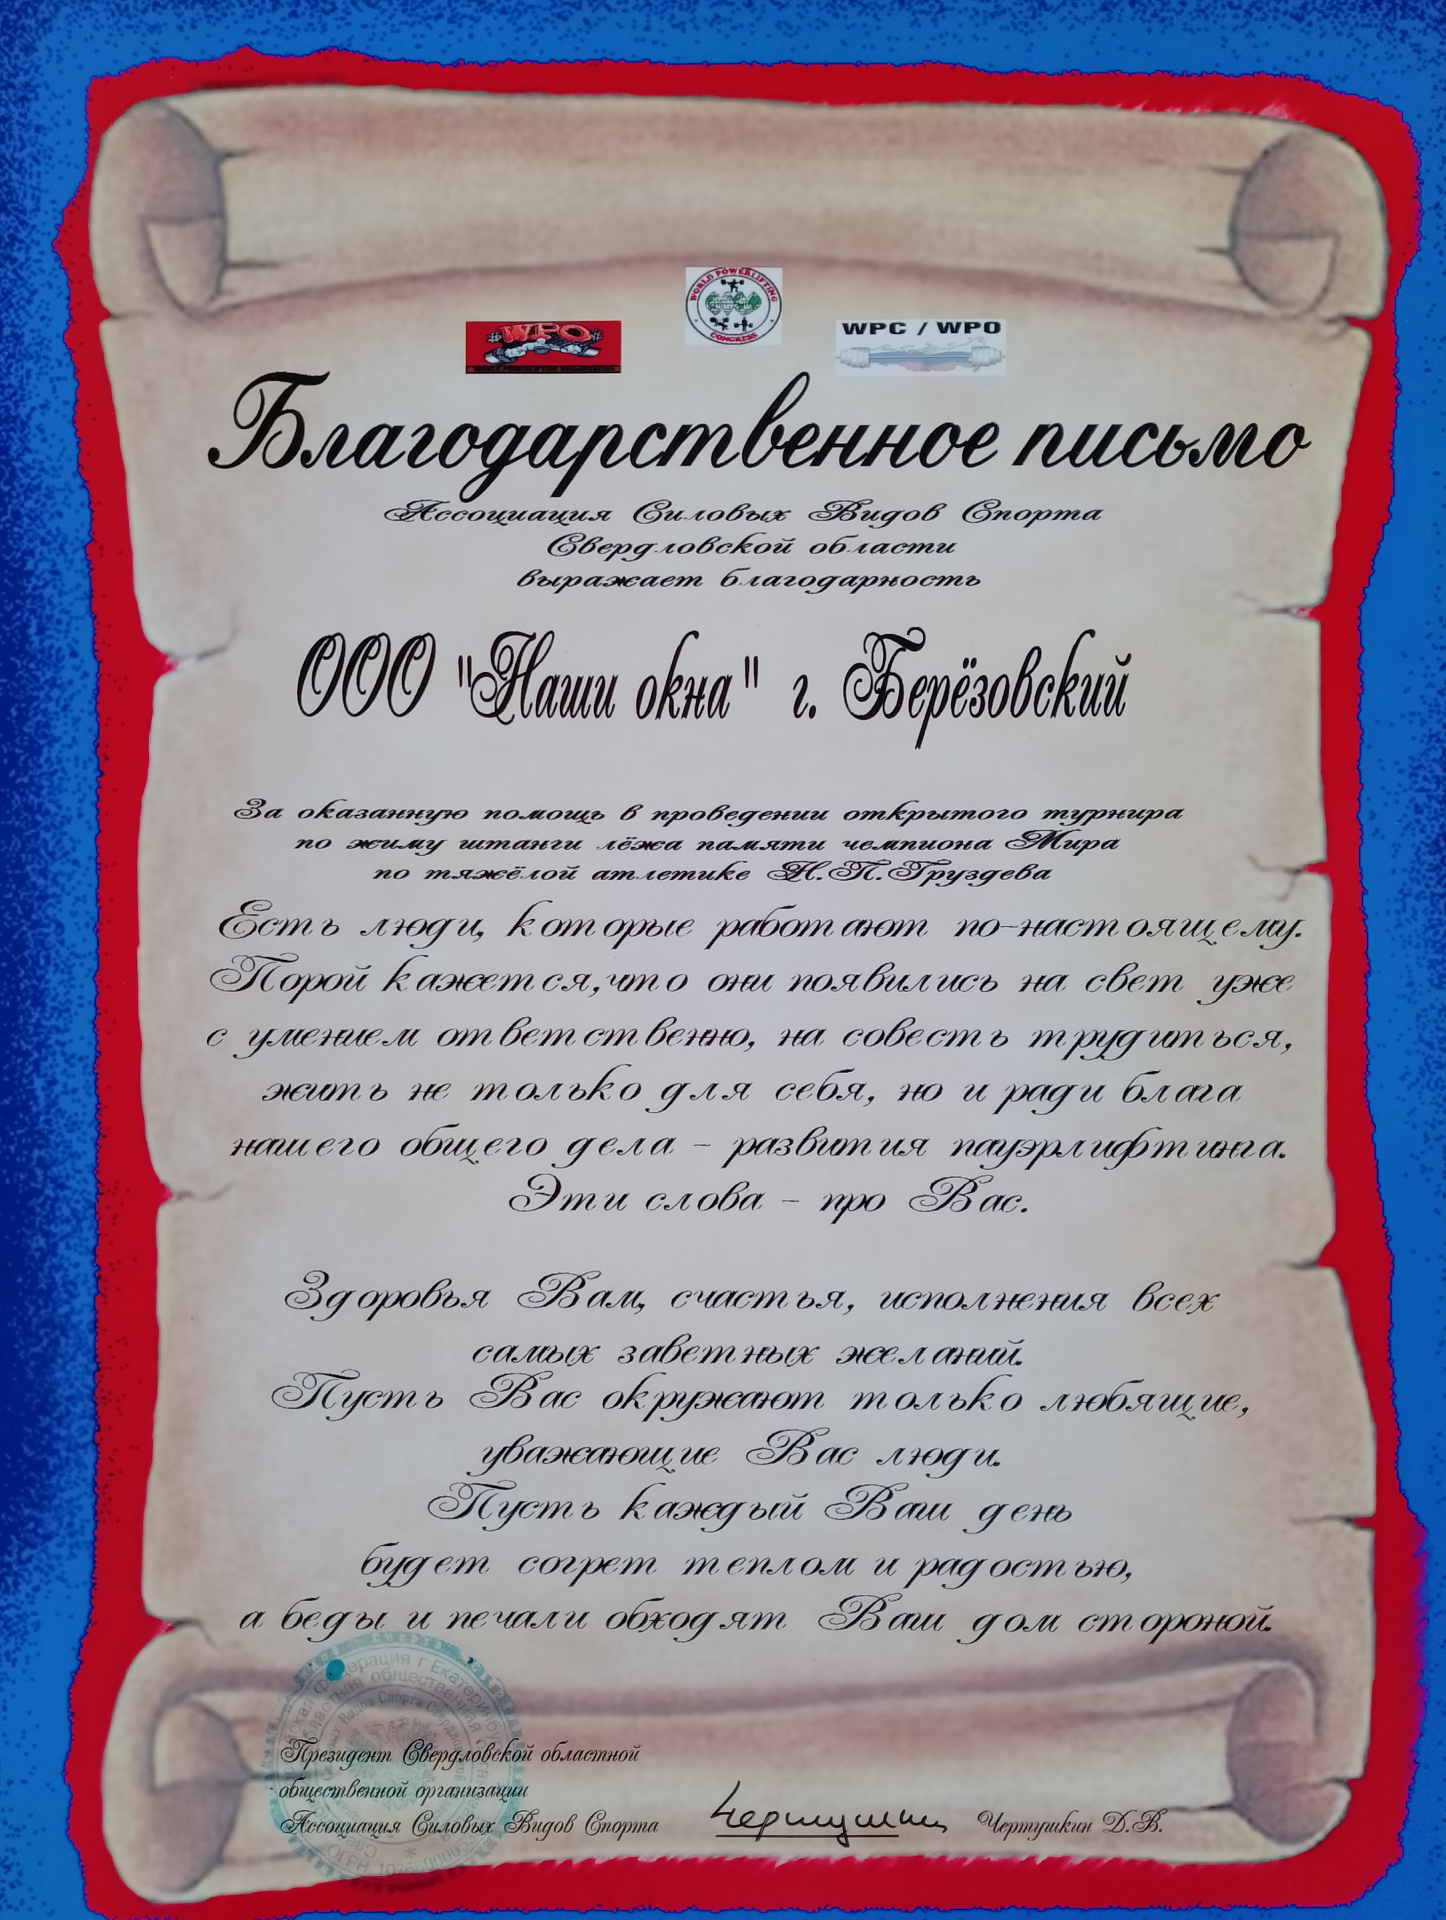 WORLD POWERLIFTING
CONGRESS
WPO
WPC / WPO
Благодарственное письмо
Ассоциация Силовых Видов Спорта
Свердловской области
выражает благодарность
ООО "Наши окна" г. Берёзовский
За оказанную помощь в проведении открытого турнира
по жиму штанги лёжа памяти чемпиона Мира
по тяжёлой атлетике Н.П.Груздева
Есть люди, которые работают по-настоящему.
Порой кажется,что они появились на свет уже
с умением ответственно, на совесть трудиться,
жить не только для себя, но и ради блага
нашего общего дела - развития пауэрлифтинга.
Эти слова - про Вас.
Здоровья Вам, счастья, исполнения всех
самых заветных желаний.
Пусть Вас окружают только любящие,
уважающие Вас люди.
Пусть каждый Ваш день
будет согрет теплом и радостью,
а беды и печали обходят Ваш дом стороной.
Президент Свердловской областной
общественной организации
Ассоциация Силовых Видов Спорта Чертушкин Чертушкин Д.В.